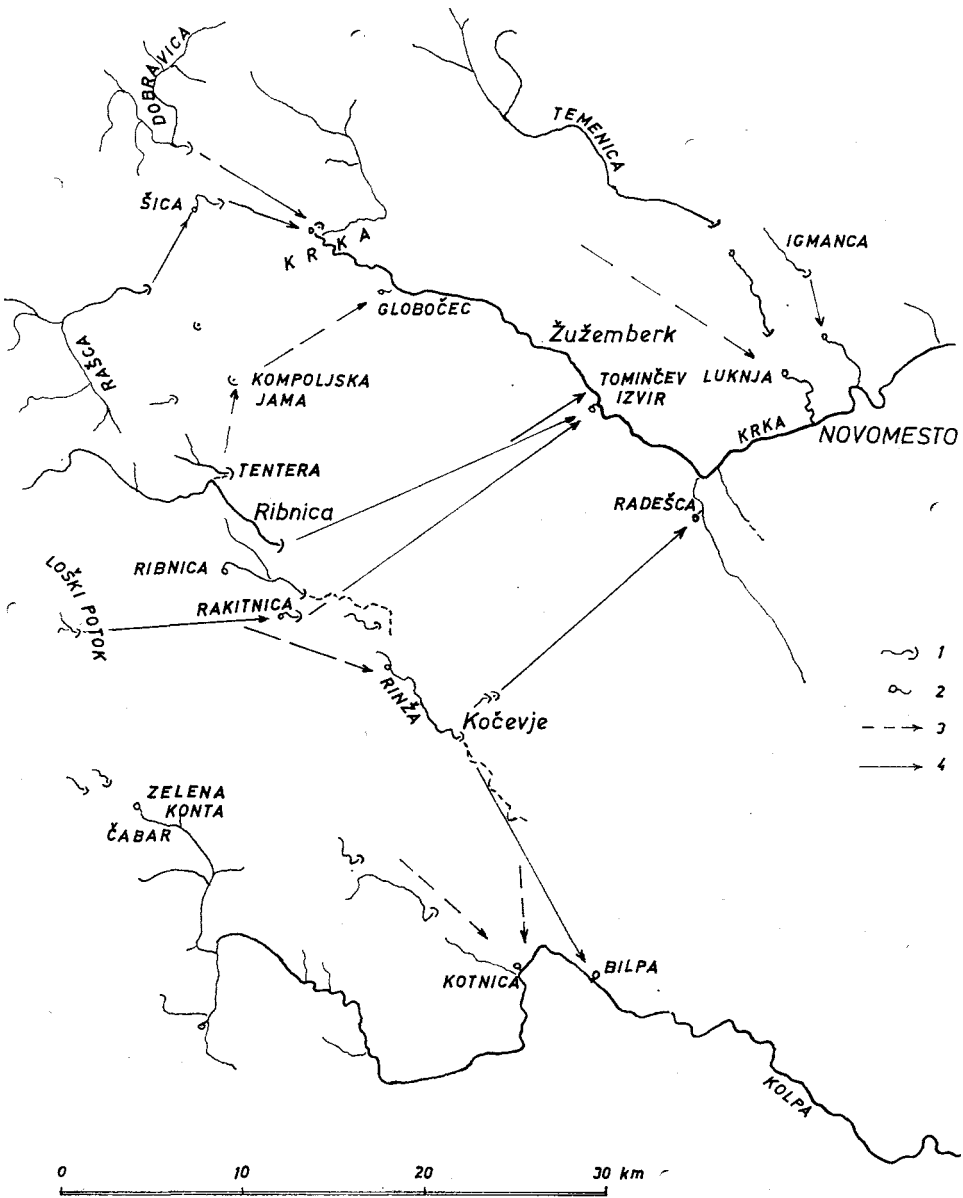 DOBRAVICA
TEMENICA
ŠICA
IGMANCA
KRKA
GLOBOČEC
Žužemberk
RAŠCA
KOMPOLJSKA
JAMA
TOMINČEV
IZVIR
LUKNJA
KRKA
NOVOMESTO
TENTERA
Ribnica
RADEŠCA
RIBNICA
LOŠKI POTOK
RAKITNICA
RINŽA
Kočevje
1
2
3
4
ZELENA
KONTA
ČABAR
KOTNICA
BILPA
KOLPA
0 10 20 30 km